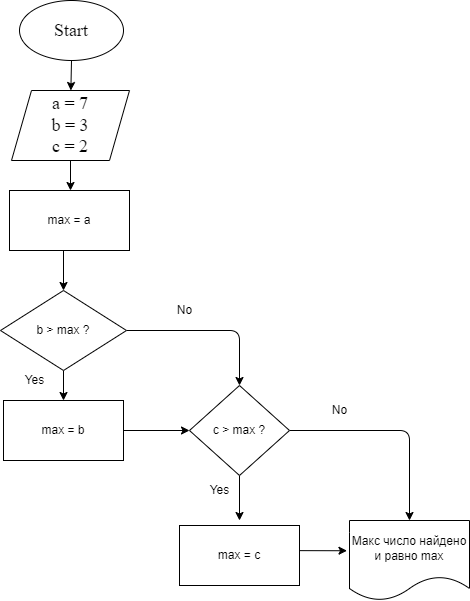 Start
a = 7
b = 3
c = 2
max = a
b > max ?
No
Yes
max = b
c > max ?
No
Yes
max = c
Макс число найдено
и равно max